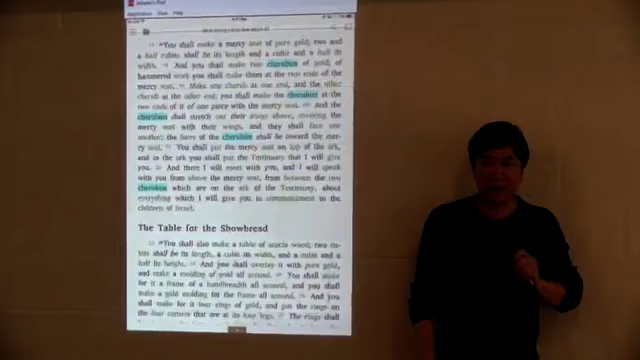 "You shall make a mercy seat of pure gold; two and
a half cubits shall be its length and a cubit and a half its
width. And you shall make two cherubim of gold; of
hammered work you shall make them at the two ends of the
mercy seat. Make one cherub at one end, and the other
cherub at the other end; you shall make the cherubim at the
two ends of it of one piece with the mercy seat. And the
cherubim shall stretch out their wings above, covering the
mercy seat with their wings, and they shall face one
another; the faces of the cherubim shall be toward the mer-
cy seat. You shall put the mercy seat on top of the ark,
and in the ark you shall put the Testimony that I will give
you. And there I will meet with you, and I will speak
with you from above the mercy seat, from between the two
cherubim which are on the ark of the Testimony, about
everything which I will give you in commandment to the
children of Israel.
The Table for the Showbread
"You shall also make a table of acacia wood; two cu-
bits shall be its length, a cubit its width, and a cubit and a
half its height. And you shall overlay it with pure gold,
and make a molding of gold all around. You shall make
for it a frame of a handbreadth all around, and you shall
make a gold molding for the frame all around. And you
shall make for it four rings of gold, and put the rings on
the four corners that are at its four legs. The rings shall